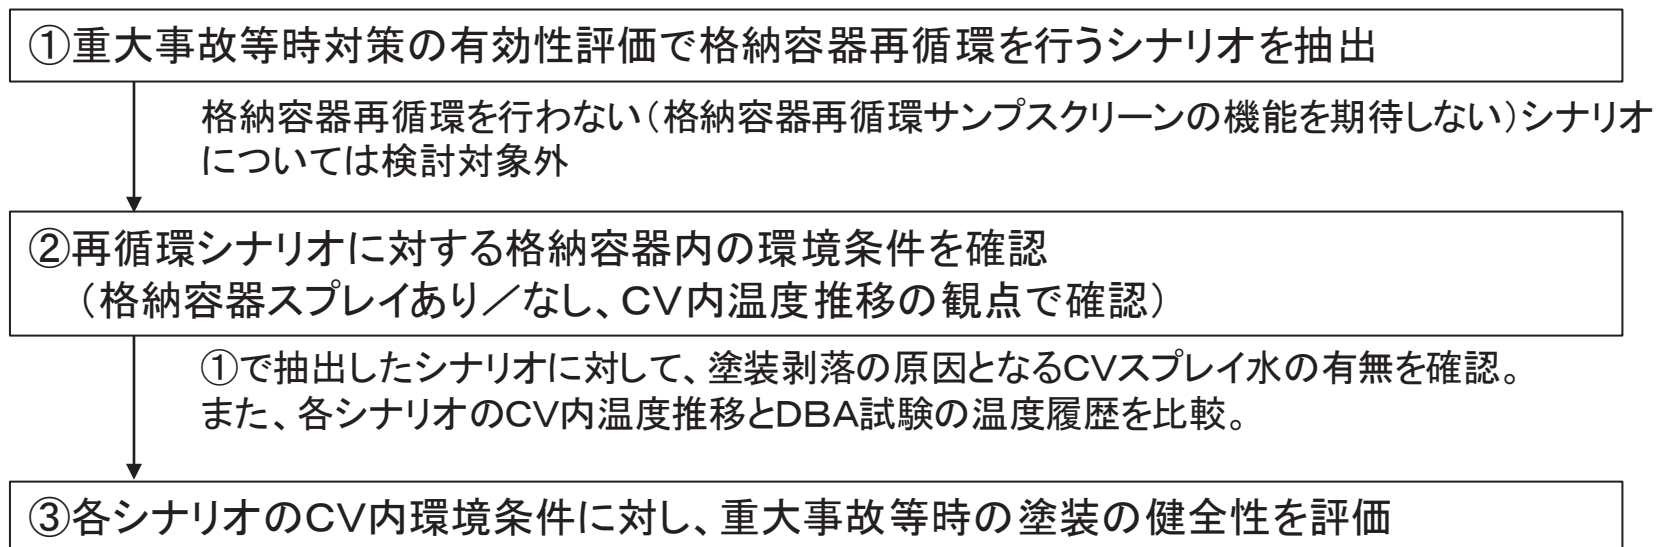 ①重大事故等時対策の有効性評価で格納容器再循環を行うシナリオを抽出
格納容器再循環を行わない（格納容器再循環サンプスクリーンの機能を期待しない）シナリオ
については検討対象外
②再循環シナリオに対する格納容器内の環境条件を確認
（格納容器スプレイあり／なし、CV内温度推移の観点で確認）
①で抽出したシナリオに対して、塗装剥落の原因となるCVスプレイ水の有無を確認。
また、各シナリオのCV内温度推移とDBA試験の温度履歴を比較。
③各シナリオのCV内環境条件に対し、重大事故等時の塗装の健全性を評価